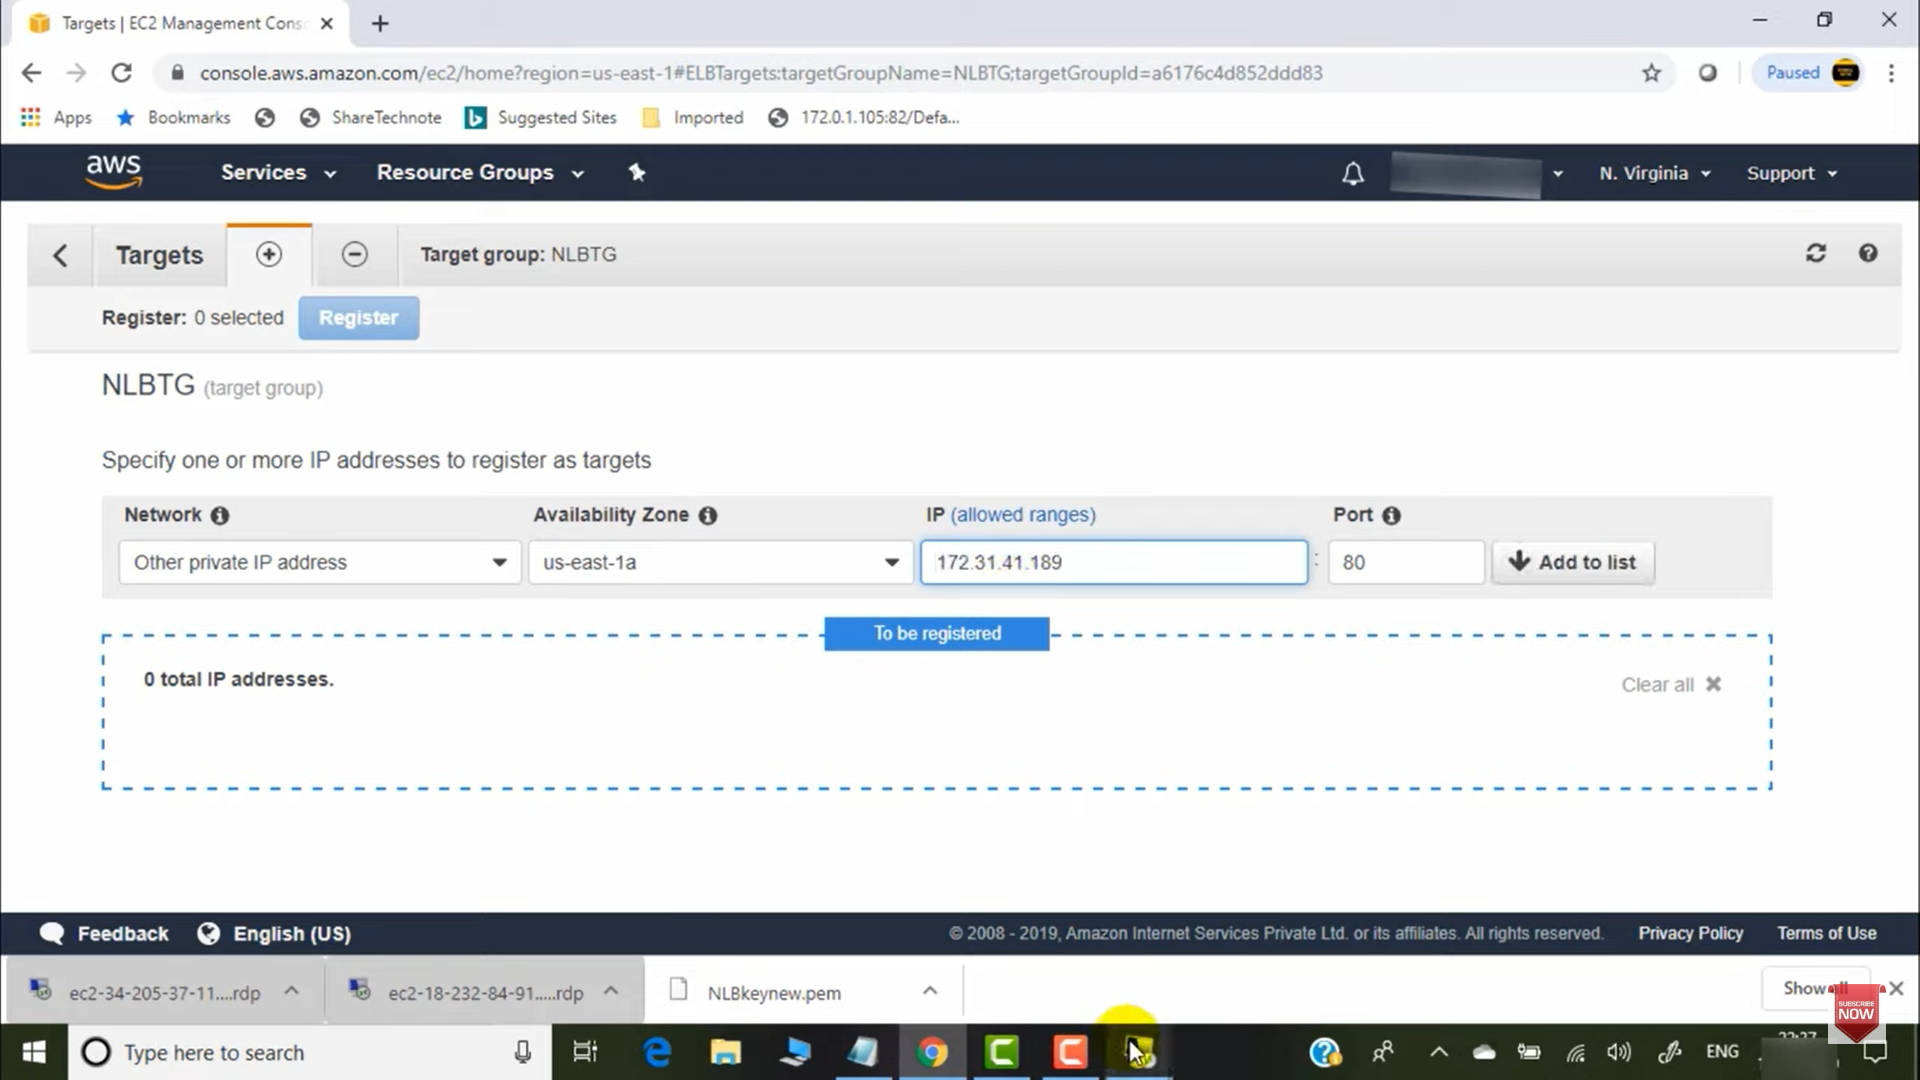 Targets | EC2 Management Cons
console.aws.amazon.com/ec2/home?region=us-east-1#ELBTargets:targetGroupName=NLBTG;targetGroupId=a6176c4d852ddd83
Paused
Apps
Bookmarks
ShareTechnote
Suggested Sites
Imported
172.0.1.105:82/Defa...
aws
Services
Resource Groups
N. Virginia
Support
Targets
Target group: NLBTG
Register: 0 selected
Register
NLBTG (target group)
Specify one or more IP addresses to register as targets
Network
Availability Zone
IP (allowed ranges)
Port
Other private IP address
us-east-1a
172.31.41.189
:
80
Add to list
To be registered
0 total IP addresses.
Clear all
Feedback
English (US)
© 2008 - 2019, Amazon Internet Services Private Ltd. or its affiliates. All rights reserved.
Privacy Policy
Terms of Use
ec2-34-205-37-11....rdp
ec2-18-232-84-91.....rdp
NLBkeynew.pem
Show
SUBSCRIBE
NOW
Type here to search
ENG